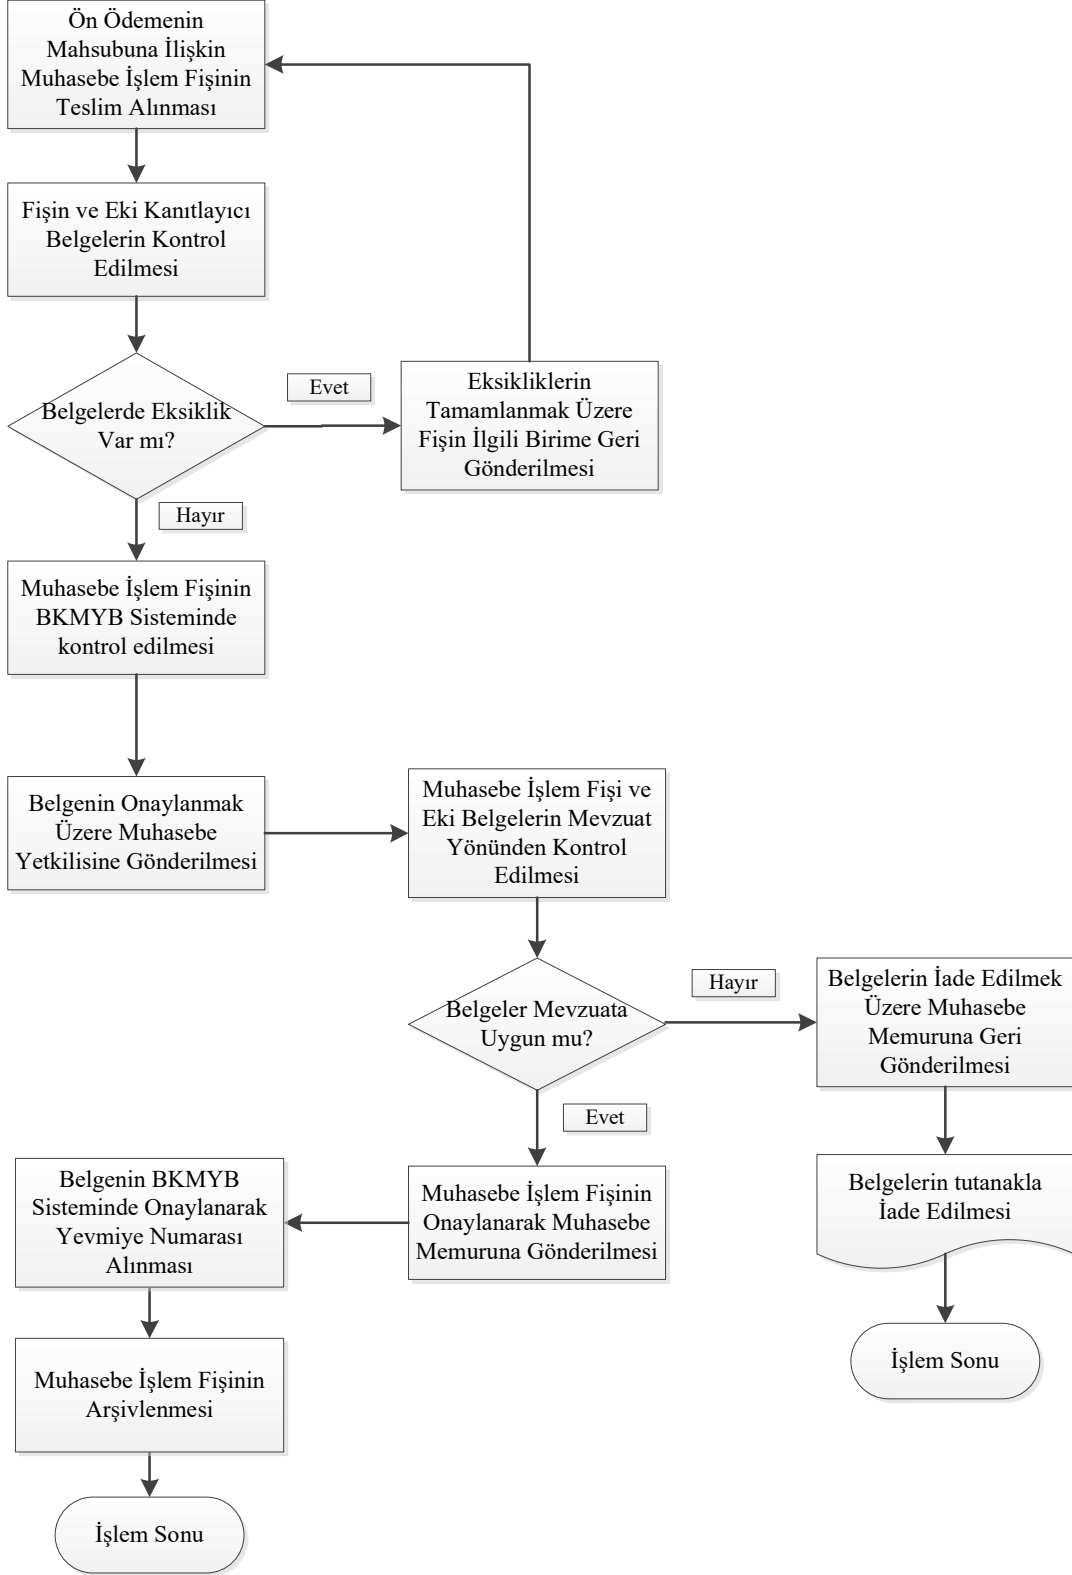 Ön Ödemenin
Mahsubuna İlişkin
Muhasebe İşlem Fişinin
Teslim Alınması
Fişin ve Eki Kanıtlayıcı
Belgelerin Kontrol
Edilmesi
Belgelerde Eksiklik
Var mı?
Evet
Eksikliklerin
Tamamlanmak Üzere
Fişin İlgili Birime Geri
Gönderilmesi
Hayır
Muhasebe İşlem Fişinin
BKMYB Sisteminde
kontrol edilmesi
Belgenin Onaylanmak
Üzere Muhasebe
Yetkilisine Gönderilmesi
Muhasebe İşlem Fişi ve
Eki Belgelerin Mevzuat
Yönünden Kontrol
Edilmesi
Belgeler Mevzuata
Uygun mu?
Hayır
Belgelerin İade Edilmek
Üzere Muhasebe
Memuruna Geri
Gönderilmesi
Evet
Belgelerin tutanakla
İade Edilmesi
İşlem Sonu
Muhasebe İşlem Fişinin
Onaylanarak Muhasebe
Memuruna Gönderilmesi
Belgenin BKMYB
Sisteminde Onaylanarak
Yevmiye Numarası
Alınması
Muhasebe İşlem Fişinin
Arşivlenmesi
İşlem Sonu